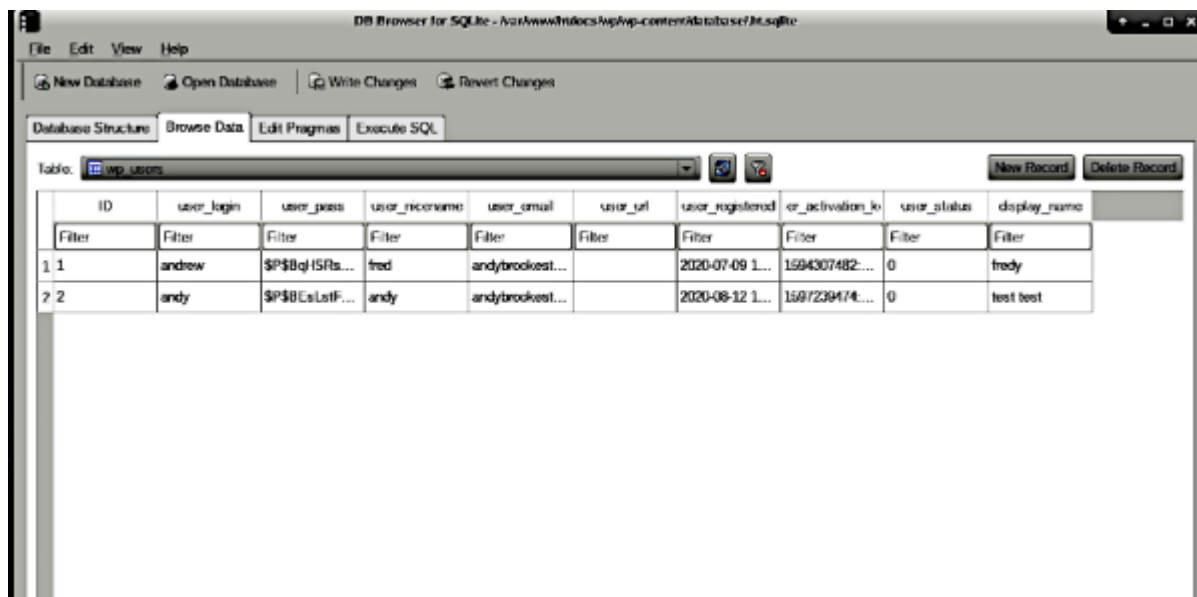 DB Browser for SQLite - /var/www/htdocs/wp/wp-content/database/.ht.sqlite
File Edit View Help
New Database Open Database Write Changes Revert Changes
Database Structure Browse Data Edit Pragmas Execute SQL
Table: wp_users New Record Delete Record
ID user_login user_pass user_nicename user_email user_url user_registered er_activation_k user_status display_name
Filter Filter Filter Filter Filter Filter Filter Filter Filter Filter
1 1 andrew fred andybrookest... 2020-07-09 1... 1594307482:... 0 fredy
2 2 andy $P$BEsLstF... andy andybrookest... 2020-08-12 1... 1597239474:... 0 test test